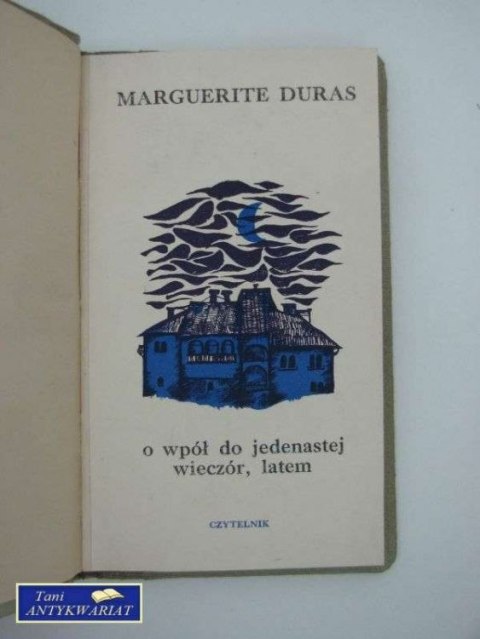 MARGUERITE DURAS
o wpół do jedenastej
wieczór, latem
CZYTELNIK
Tani
ANTYKWARIAT